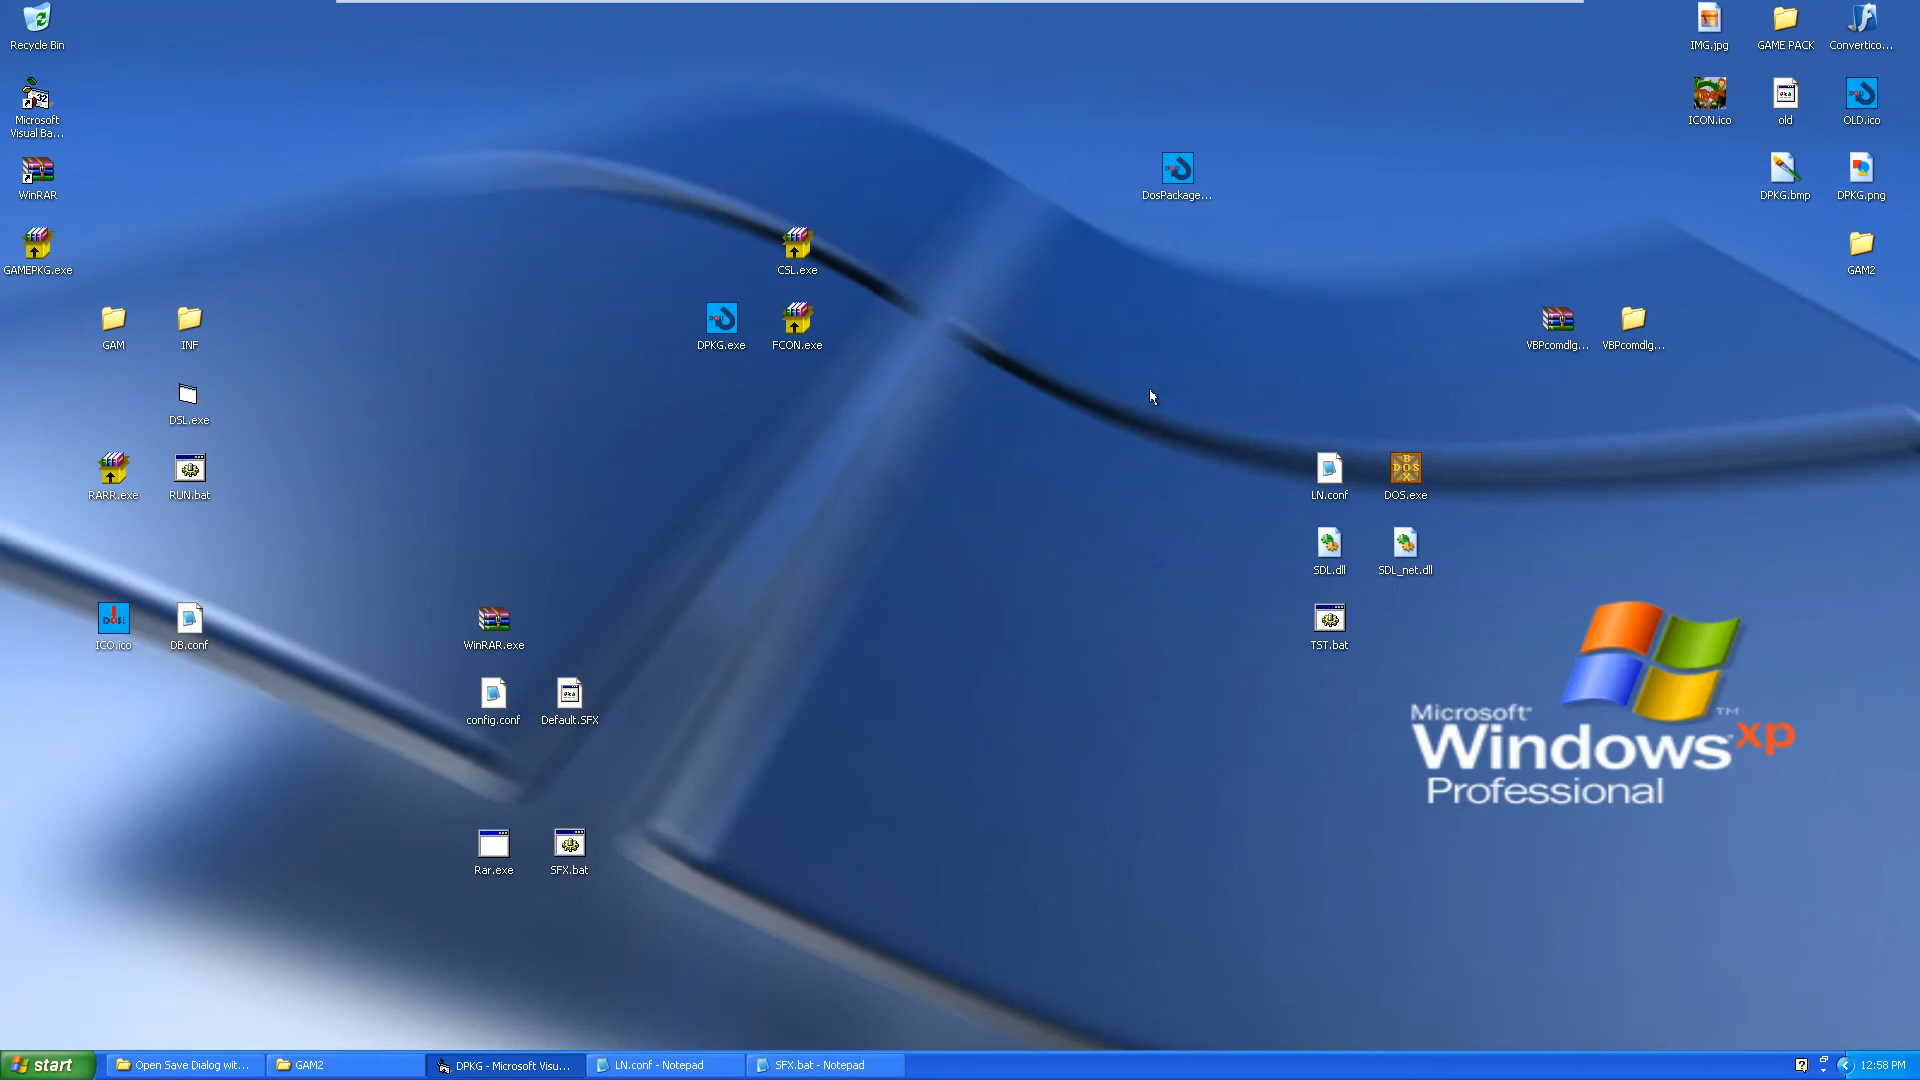 Recycle Bin
IMG.jpg
GAME PACK
Convertico...
Microsoft
Visual Ba...
ICON.ico
old
OLD.ico
WinRAR
DosPackage...
DPKG.bmp
DPKG.png
GAMEPKG.exe
CSL.exe
GAM2
GAM
INF
DPKG.exe
FCON.exe
VBPcomdlg...
VBPcomdlg...
DSL.exe
RARR.exe
RUN.bat
LN.conf
DOS.exe
SDL.dll
SDL_net.dll
ICO.ico
DB.conf
WinRAR.exe
TST.bat
config.conf
Default.SFX
Microsoft®
Windows xp
TM
Professional
Rar.exe
SFX.bat
start
Open Save Dialog wit...
GAM2
DPKG - Microsoft Visu...
LN.conf - Notepad
SFX.bat - Notepad
12:58 PM